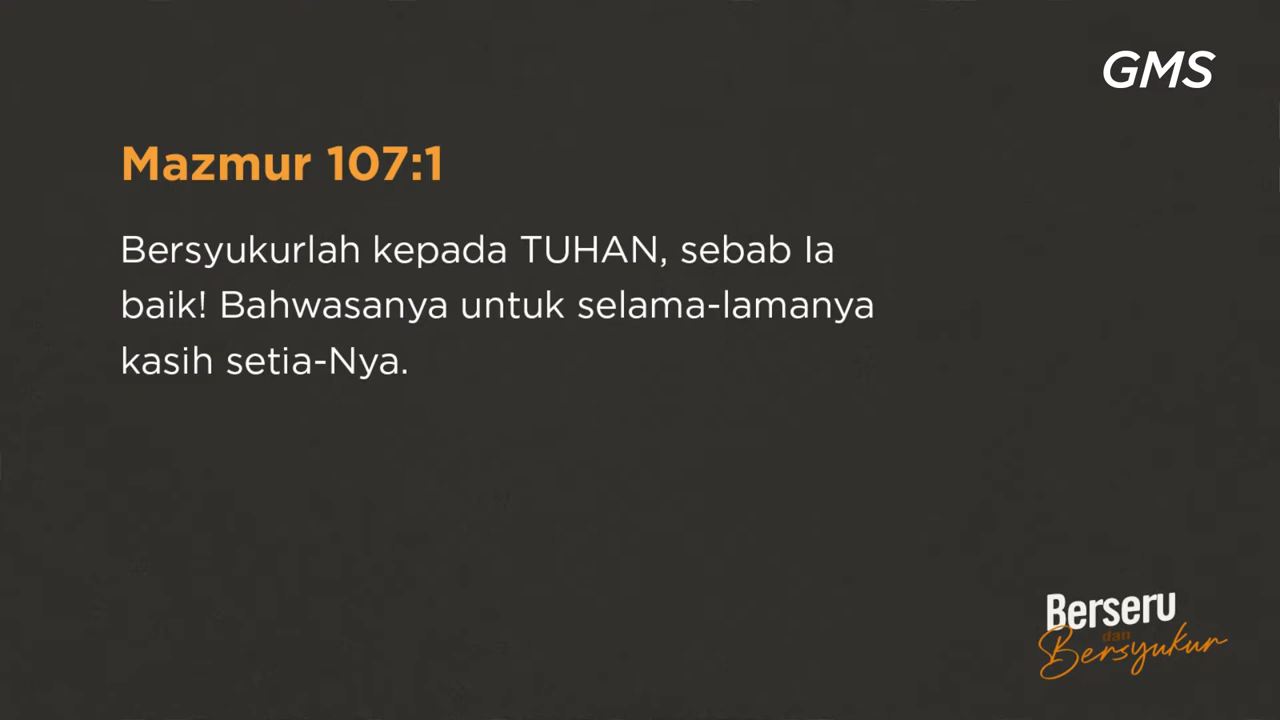 GMS
Mazmur 107:1
Bersyukurlah kepada TUHAN, sebab Ia
baik! Bahwasanya untuk selama-lamanya
kasih setia-Nya.
Berseru
dan
Bersyukur